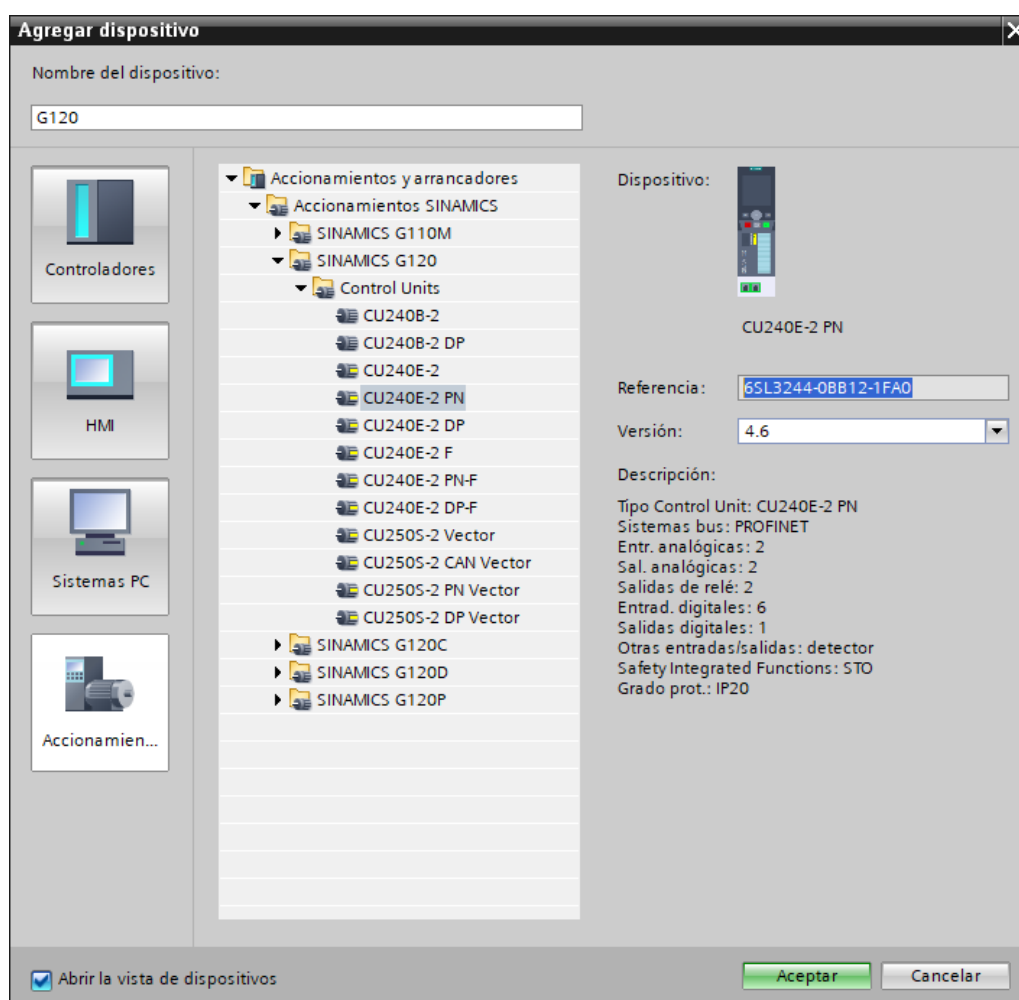 Agregar dispositivo
Nombre del dispositivo:
G120
Controladores
HMI
Sistemas PC
Accionamien...
Accionamientos y arrancadores
Accionamientos SINAMICS
SINAMICS G110M
SINAMICS G120
Control Units
CU240B-2
CU240B-2 DP
CU240E-2
CU240E-2 PN
CU240E-2 DP
CU240E-2 F
CU240E-2 PN-F
CU240E-2 DP-F
CU250S-2 Vector
CU250S-2 CAN Vector
CU250S-2 PN Vector
CU250S-2 DP Vector
SINAMICS G120C
SINAMICS G120D
SINAMICS G120P
Dispositivo:
CU240E-2 PN
Referencia: 6SL3244-0BB12-1FA0
Versión: 4.6
Descripción:
Tipo Control Unit: CU240E-2 PN
Sistemas bus: PROFINET
Entr. analógicas: 2
Sal. analógicas: 2
Salidas de relé: 2
Entrad. digitales: 6
Salidas digitales: 1
Otras entradas/salidas: detector
Safety Integrated Functions: STO
Grado prot.: IP20
Abrir la vista de dispositivos
Aceptar
Cancelar